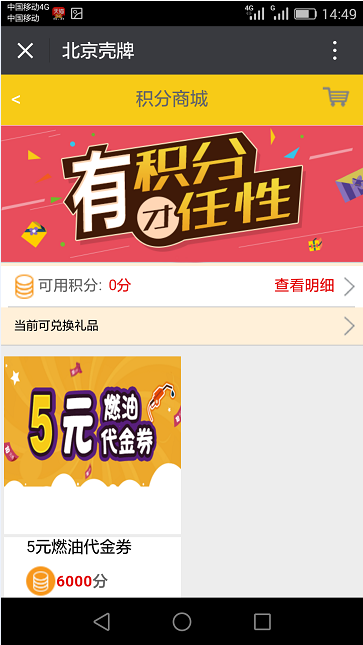 中国移动4G
中国移动
4G
G
14:49
北京壳牌
<
积分商城
有积分
才任性
可用积分: 0分
查看明细
当前可兑换礼品
5元燃油
代金券
5元燃油代金券
6000分